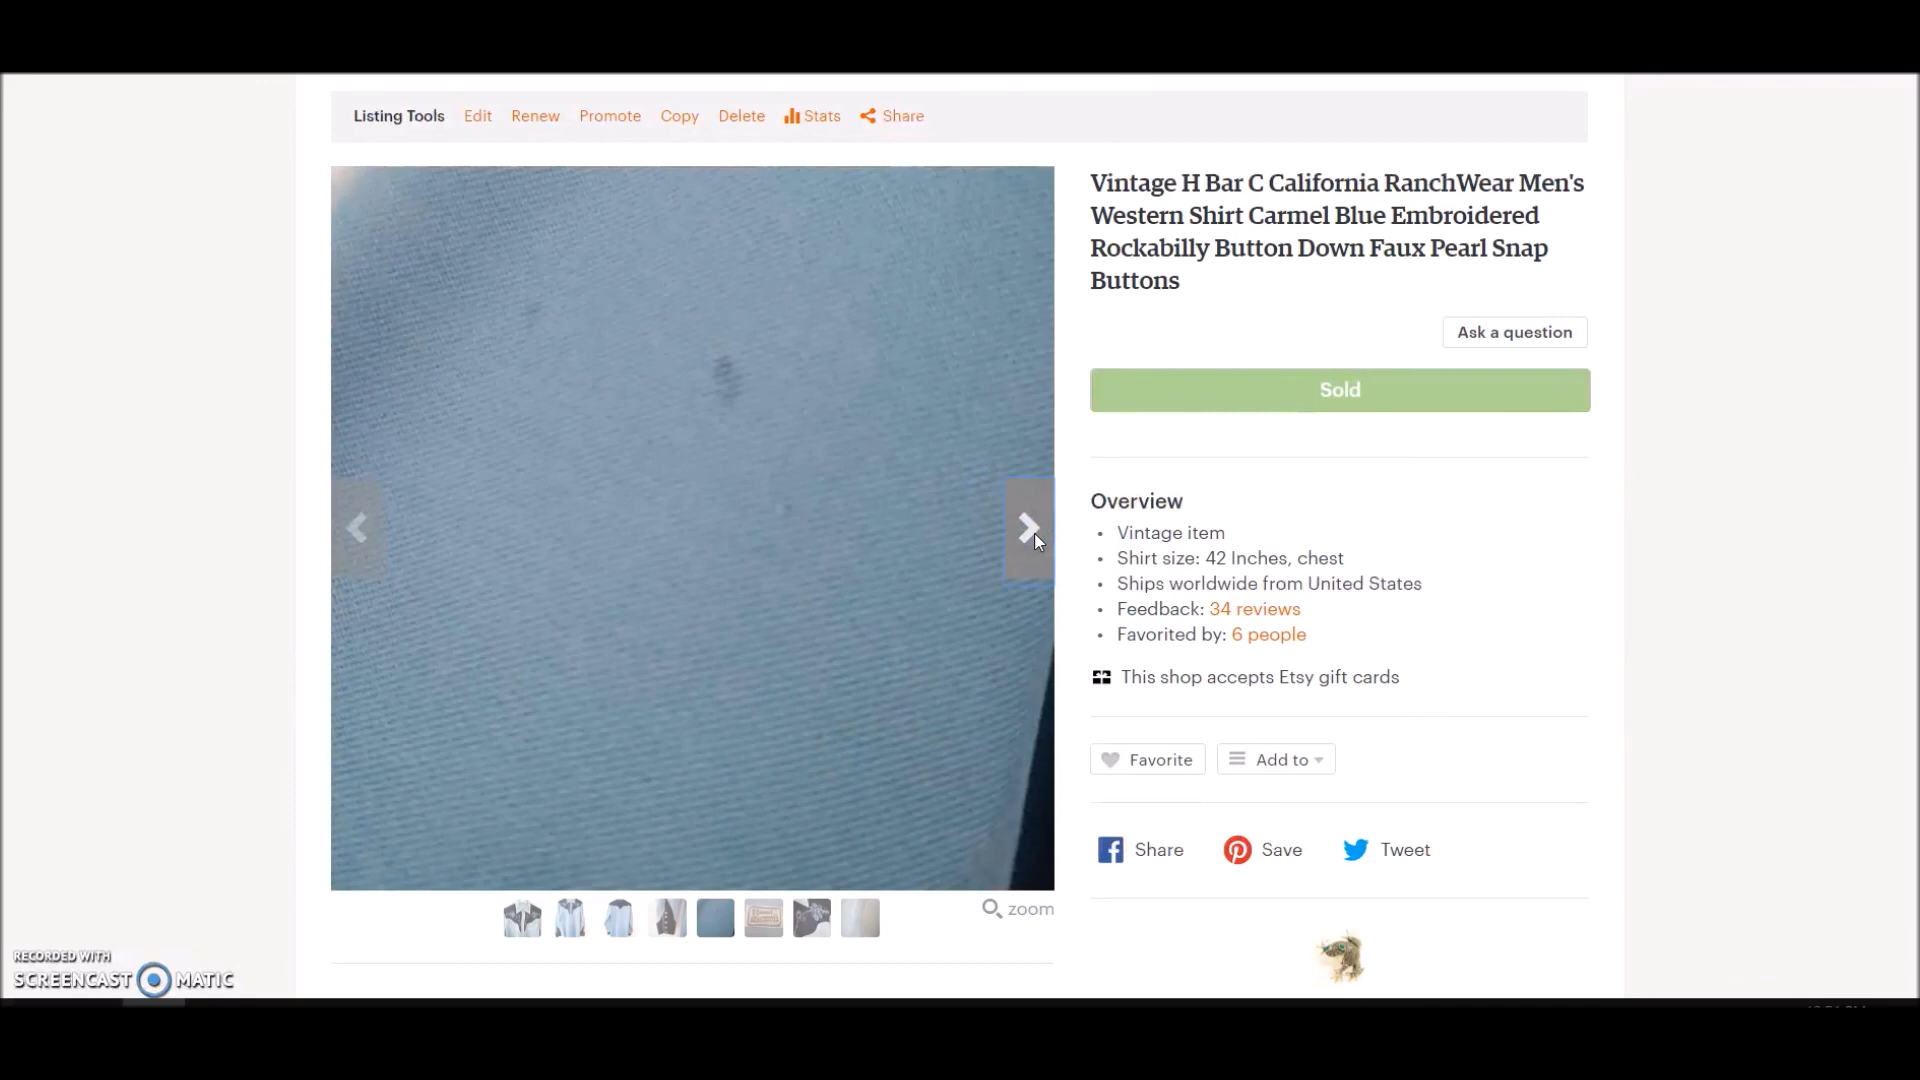 Listing Tools Edit Renew Promote Copy Delete Stats Share
Vintage H Bar C California RanchWear Men's
Western Shirt Carmel Blue Embroidered
Rockabilly Button Down Faux Pearl Snap
Buttons
Ask a question
Sold
Overview
• Vintage item
• Shirt size: 42 Inches, chest
• Ships worldwide from United States
• Feedback: 34 reviews
• Favorited by: 6 people
This shop accepts Etsy gift cards
Favorite Add to
Share Save Tweet
zoom
RECORDED WITH
SCREENCAST MATIC